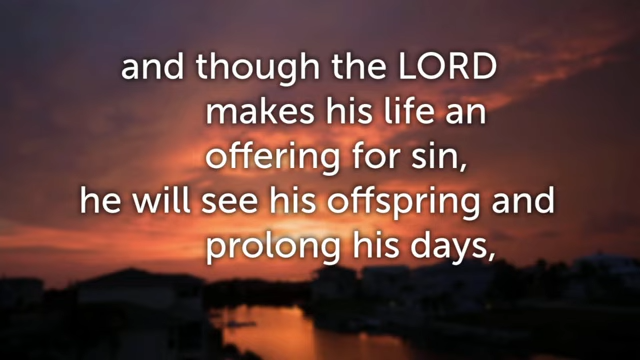 and though the LORD
makes his life an
offering for sin,
he will see his offspring and
prolong his days,